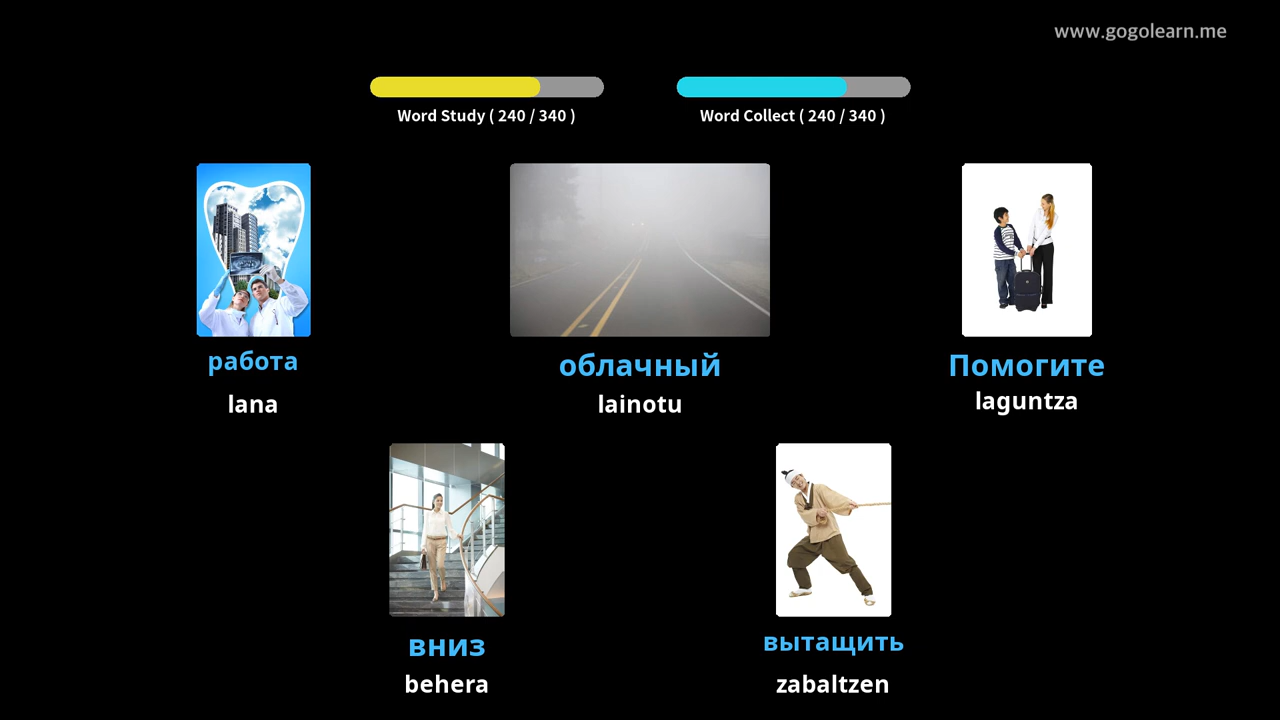 www.gogolearn.me
Word Study ( 240 / 340 )
Word Collect ( 240 / 340 )
работа
lana
облачный
lainotu
Помогите
laguntza
вниз
behera
вытащить
zabaltzen